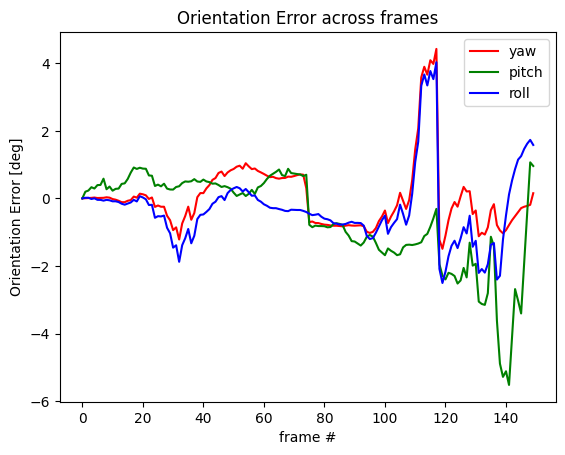 Orientation Error across frames
yaw
pitch
roll
Orientation Error [deg]
4
2
0
−2
−4
−6
0
20
40
60
80
100
120
140
frame #